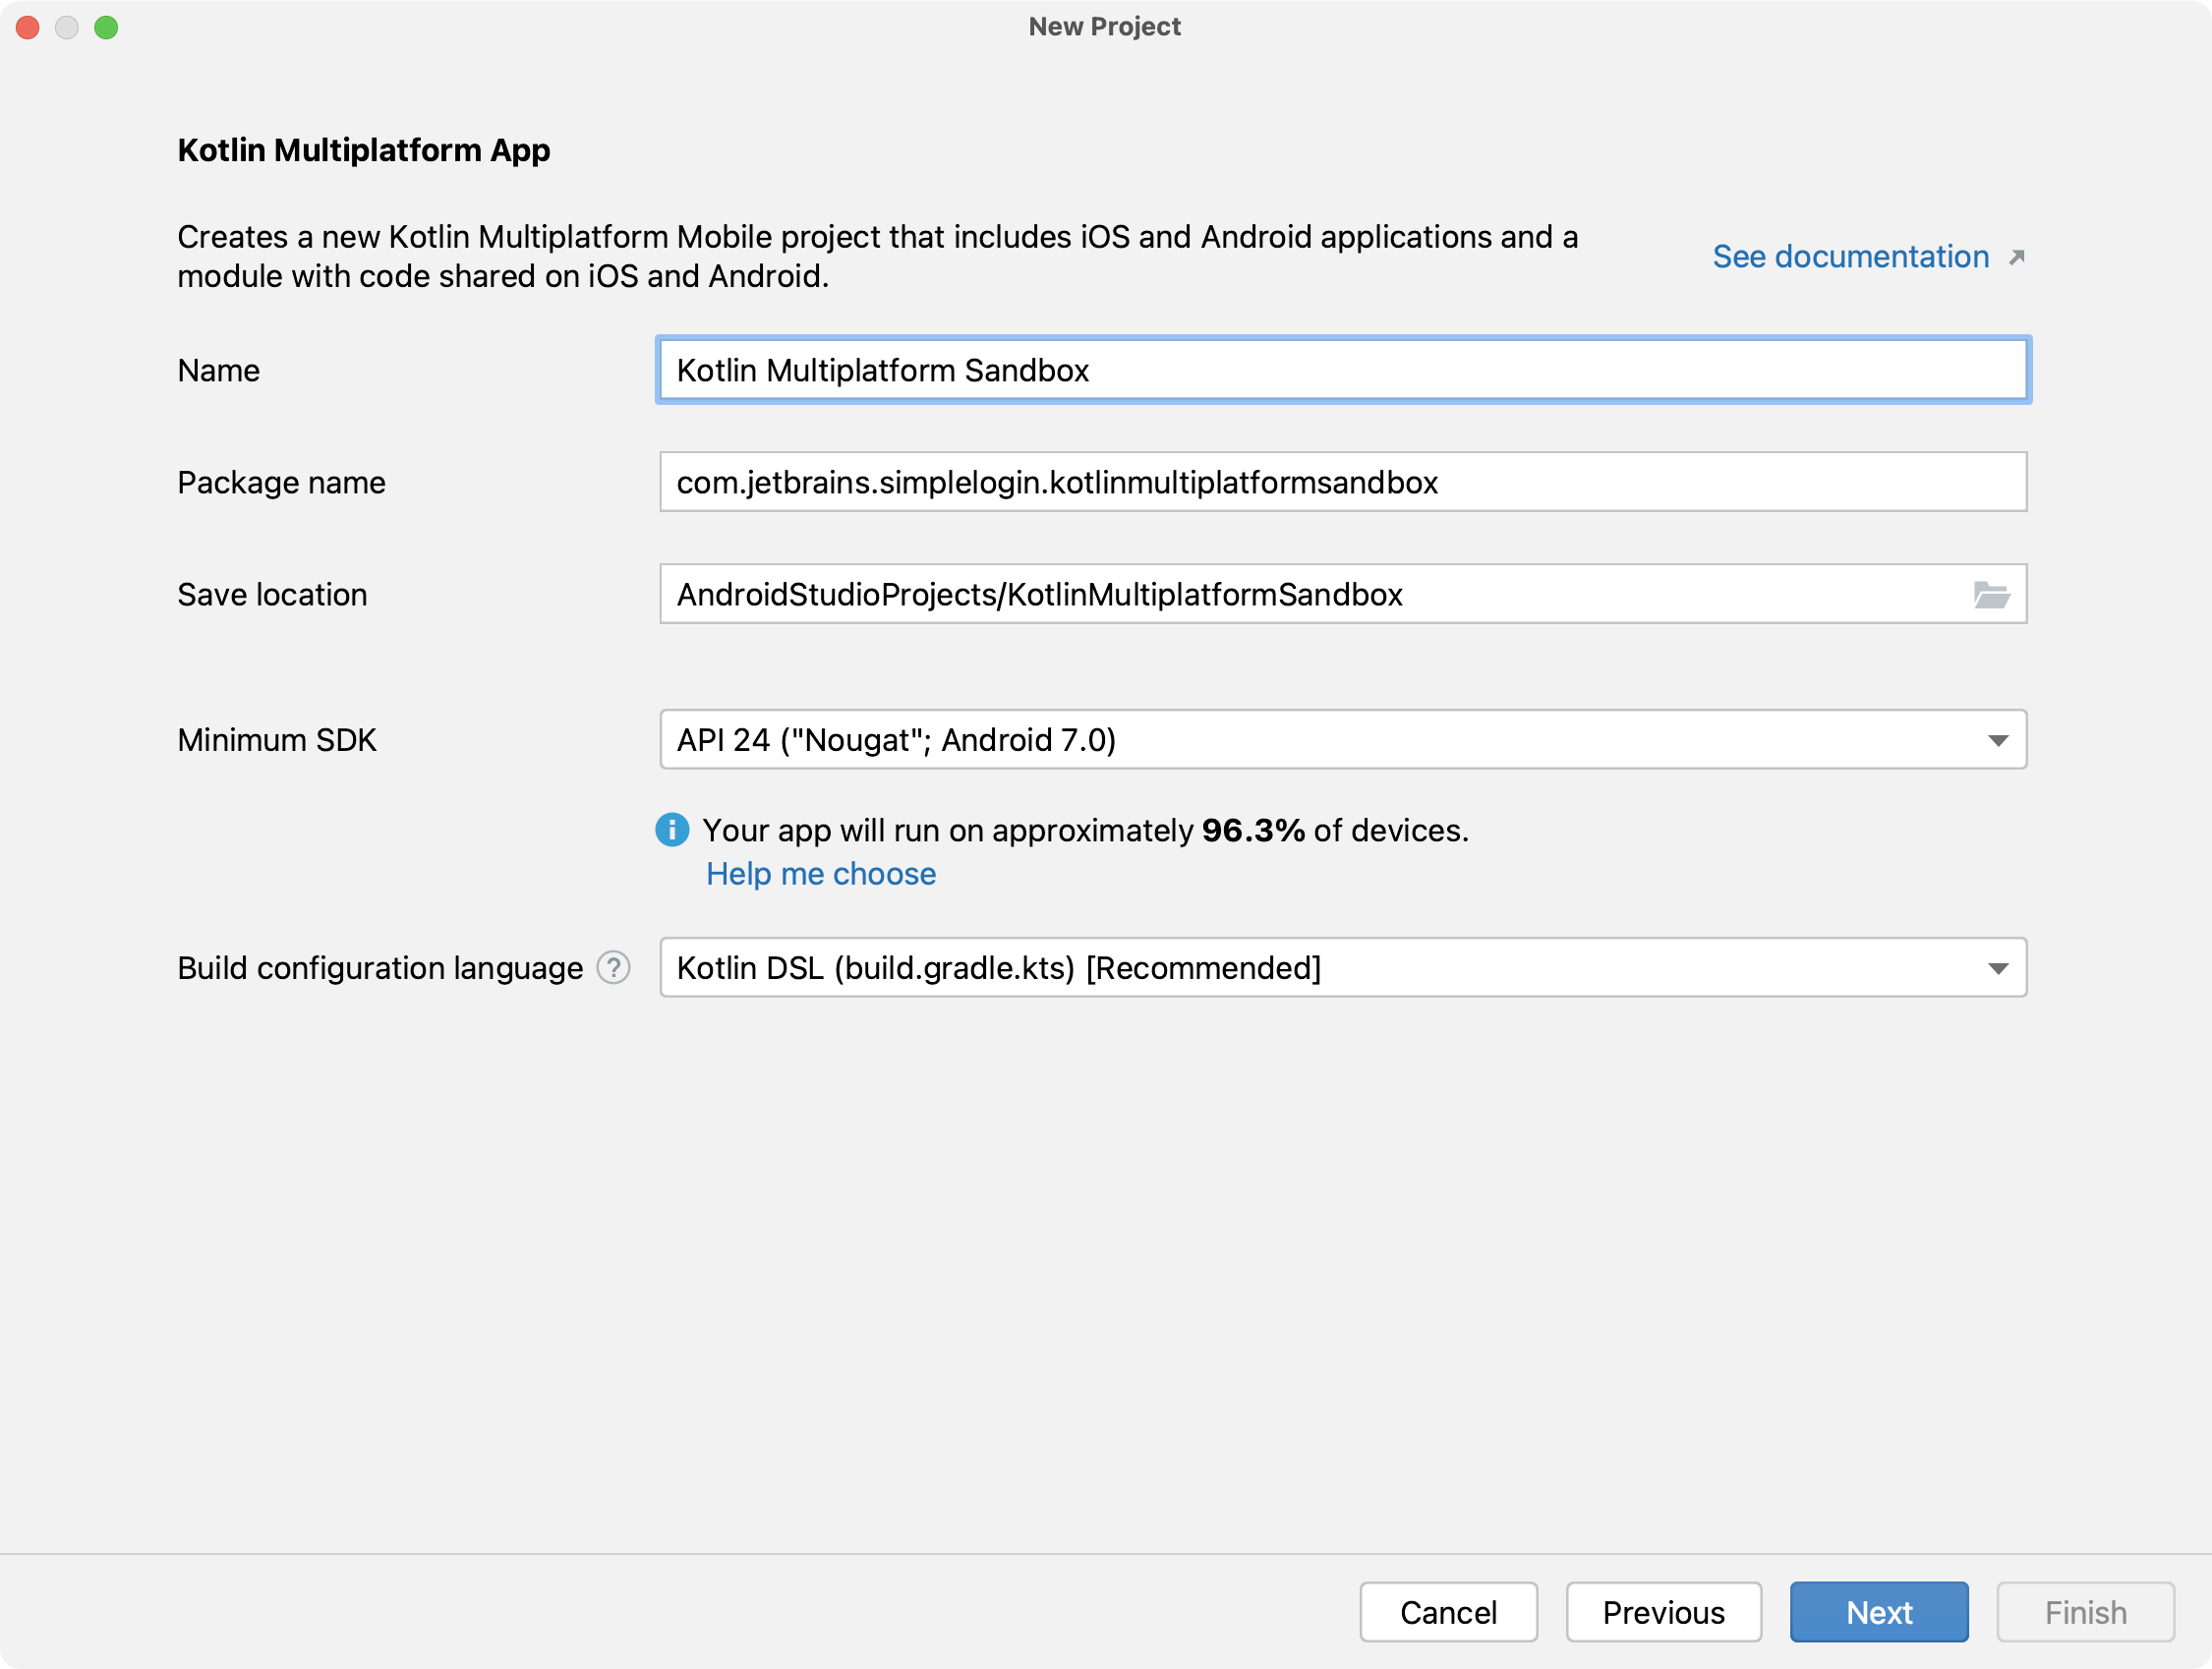 New Project
Kotlin Multiplatform App
Creates a new Kotlin Multiplatform Mobile project that includes iOS and Android applications and a
module with code shared on iOS and Android.
See documentation
Name
Kotlin Multiplatform Sandbox
Package name
com.jetbrains.simplelogin.kotlinmultiplatformsandbox
Save location
AndroidStudioProjects/KotlinMultiplatformSandbox
Minimum SDK
API 24 ("Nougat"; Android 7.0)
Your app will run on approximately 96.3% of devices.
Help me choose
Build configuration language ?
Kotlin DSL (build.gradle.kts) [Recommended]
Cancel
Previous
Next
Finish